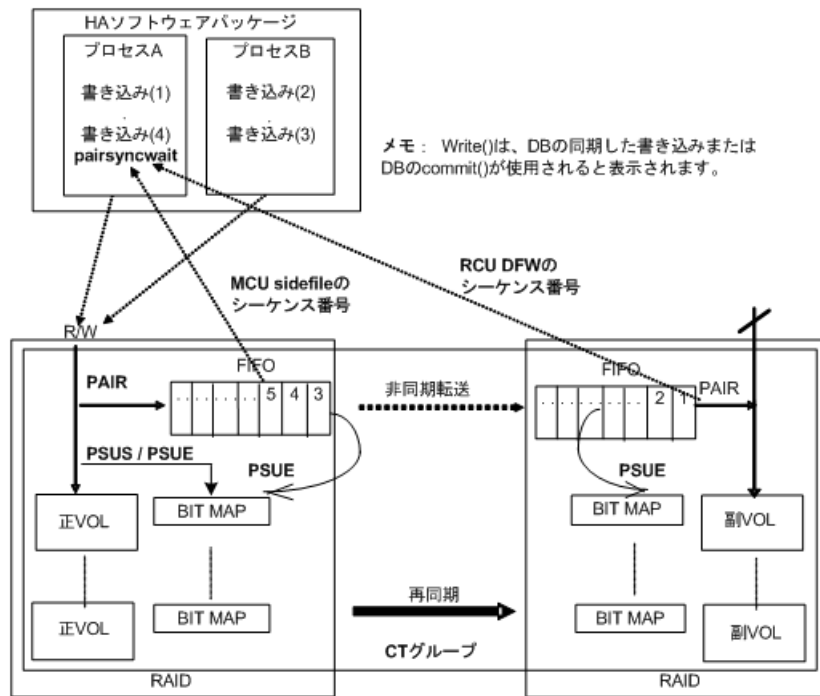 HAソフトウェアパッケージ
プロセスA
書き込み(1)
.
書き込み(4)
pairsyncwait
プロセスB
書き込み(2)
.
書き込み(3)
メモ： Write()は、DBの同期した書き込みまたは
DBのcommit()が使用されると表示されます。
MCU sidefileの
シーケンス番号
RCU DFWの
シーケンス番号
R/W
FIFO
PAIR
5 4 3
非同期転送
FIFO
2 1
PAIR
PSUS / PSUE
PSUE
PSUE
正VOL
BIT MAP
BIT MAP
副VOL
再同期
正VOL
BIT MAP
BIT MAP
副VOL
CTグループ
RAID
RAID